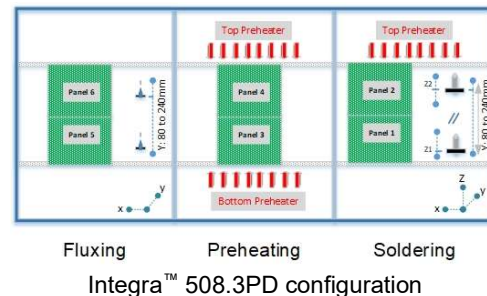 Top Preheater
Top Preheater
Panel 6
Panel 4
Panel 2
Z2
Y: 80 to 240mm
Y: 80 to 240mm
//
Panel 5
Panel 3
Panel 1
Z1
y
x
Bottom Preheater
Z
y
x
Fluxing
Preheating
Soldering
Integra™ 508.3PD configuration